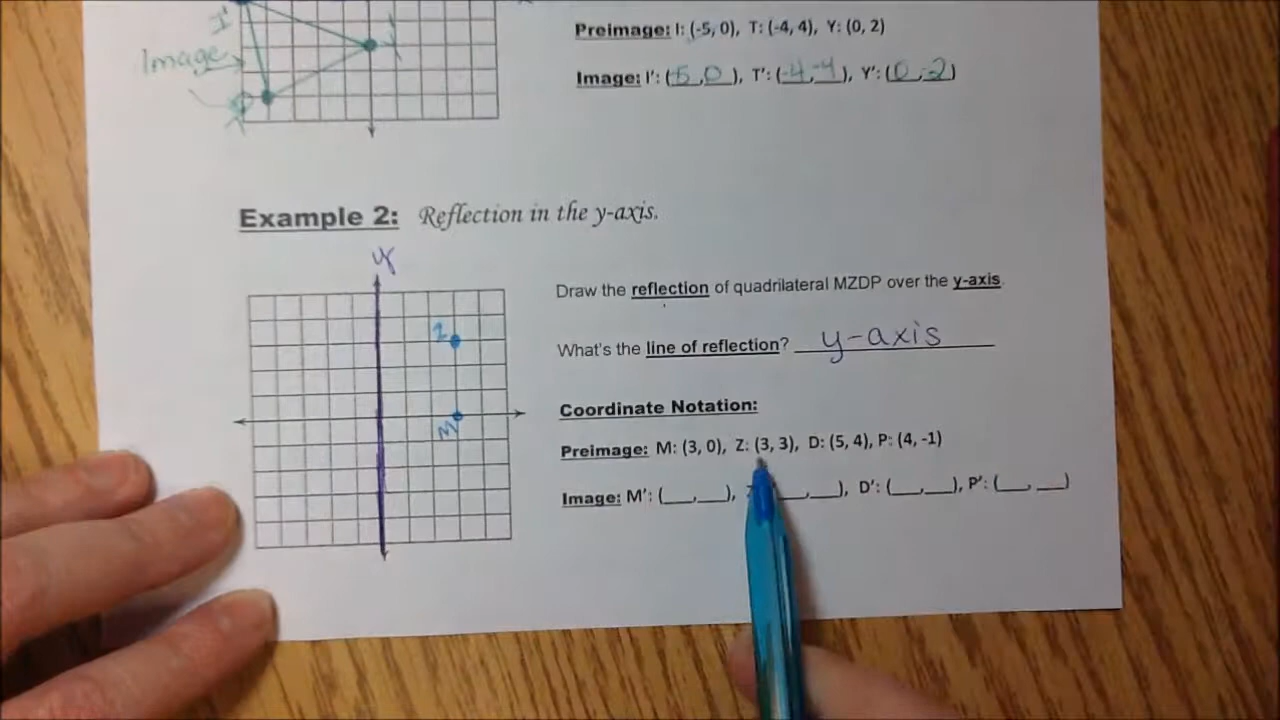 I'
Image
Preimage: I: (-5, 0), T: (-4, 4), Y: (0, 2)
Image: I': (-5, 0), T': (-4, -4), Y': (0, -2)
Example 2: Reflection in the y-axis.
y
Z
M
Draw the reflection of quadrilateral MZDP over the y-axis.
What's the line of reflection? y-axis
Coordinate Notation:
Preimage: M: (3, 0), Z: (3, 3), D: (5, 4), P: (4, -1)
Image: M': (___,___), ___,___), D': (___,___), P': (___, ___)